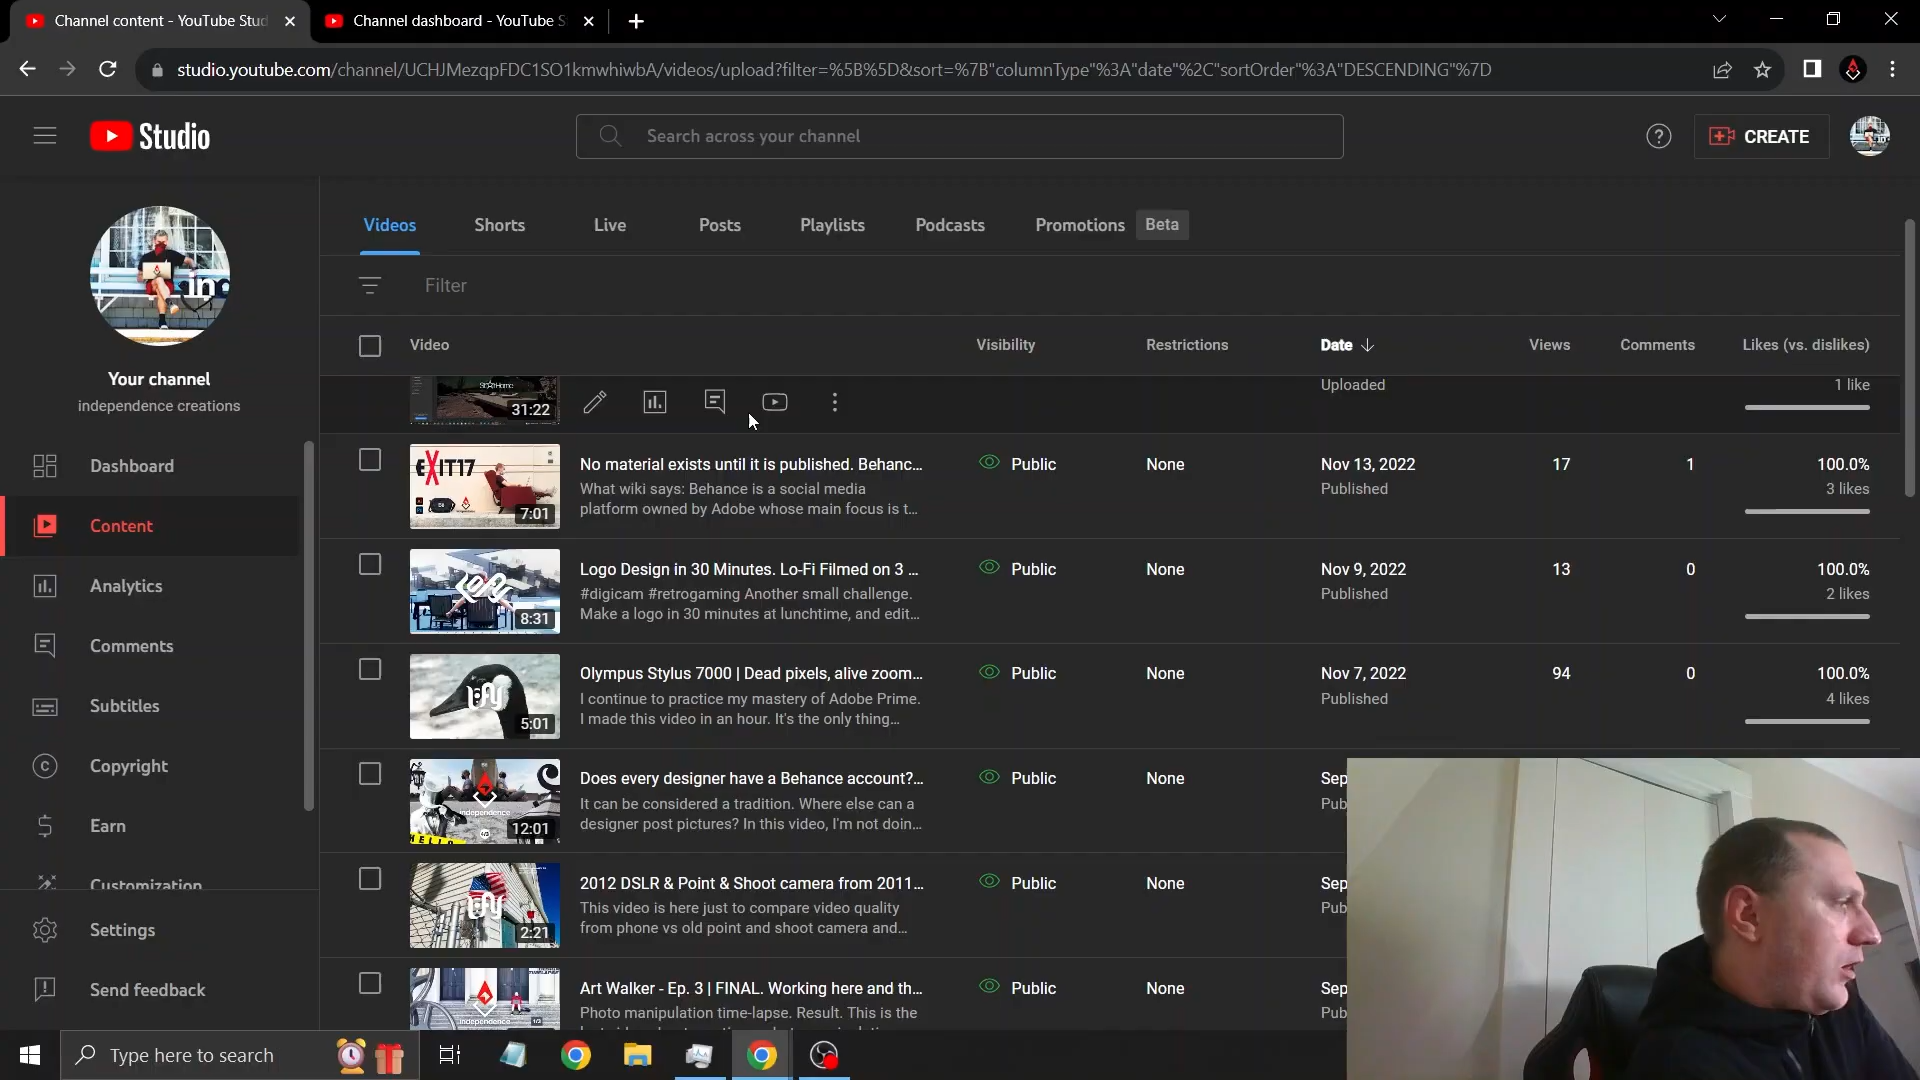 Channel content - YouTube Stud
Channel dashboard - YouTube S
studio.youtube.com/channel/UCHJMezqpFDC1SO1kmwhiwbA/videos/upload?filter=%5B%5D&sort=%7B"columnType"%3A"date"%2C"sortOrder"%3A"DESCENDING"%7D
Studio
Search across your channel
CREATE
Videos
Shorts
Live
Posts
Playlists
Podcasts
Promotions
Beta
Filter
Video
Visibility
Restrictions
Date
Views
Comments
Likes (vs. dislikes)
Your channel
independence creations
Dashboard
Content
Analytics
Comments
Subtitles
Copyright
Earn
Customization
Settings
Send feedback
31:22
Uploaded
1 like
EXIT17
7:01
No material exists until it is published. Behanc...
What wiki says: Behance is a social media
platform owned by Adobe whose main focus is t...
Public
None
Nov 13, 2022
Published
17
1
100.0%
3 likes
8:31
Logo Design in 30 Minutes. Lo-Fi Filmed on 3 ...
#digicam #retrogaming Another small challenge.
Make a logo in 30 minutes at lunchtime, and edit...
Public
None
Nov 9, 2022
Published
13
0
100.0%
2 likes
5:01
Olympus Stylus 7000 | Dead pixels, alive zoom...
I continue to practice my mastery of Adobe Prime.
I made this video in an hour. It's the only thing...
Public
None
Nov 7, 2022
Published
94
0
100.0%
4 likes
independence
12:01
Does every designer have a Behance account?...
It can be considered a tradition. Where else can a
designer post pictures? In this video, I'm not doin...
Public
None
Sep
Pub
2:21
2012 DSLR & Point & Shoot camera from 2011...
This video is here just to compare video quality
from phone vs old point and shoot camera and...
Public
None
Sep
Pub
independence
Art Walker - Ep. 3 | FINAL. Working here and th...
Photo manipulation time-lapse. Result. This is the
Public
None
Sep
Pub
Type here to search